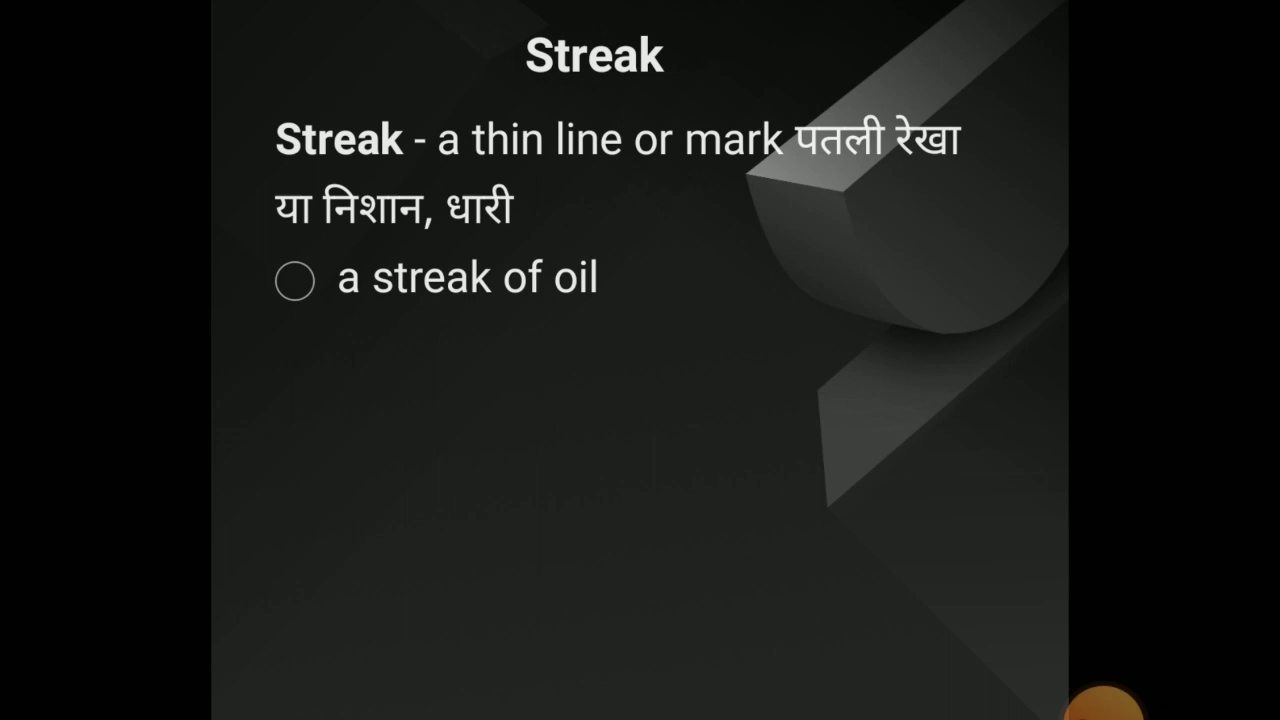 Streak
Streak - a thin line or mark पतली रेखा
या निशान, धारी
a streak of oil